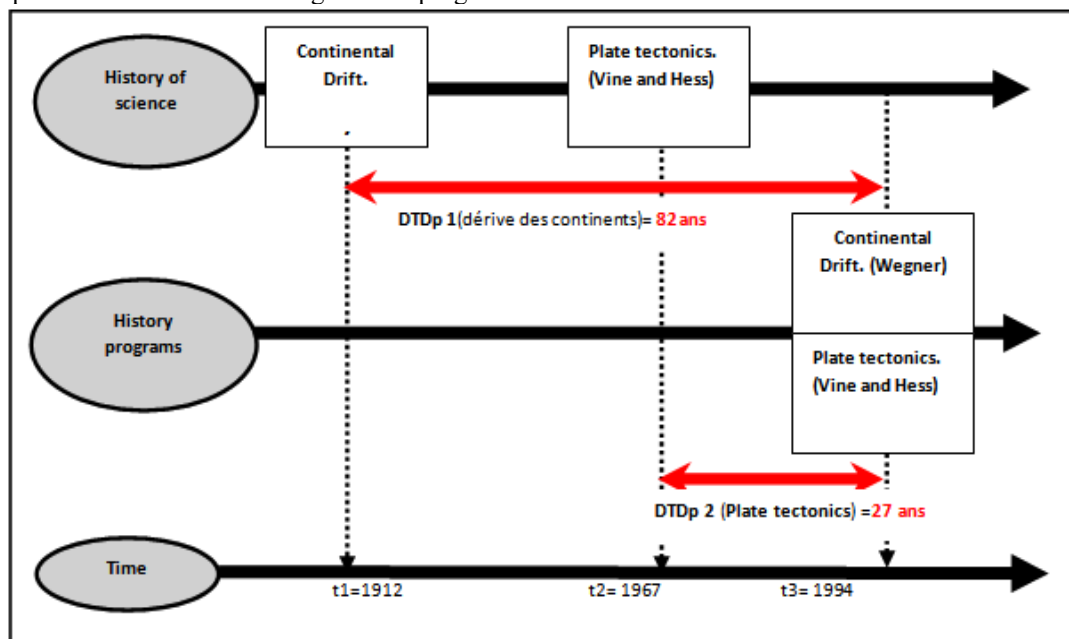 History of
science
Continental
Drift.
Plate tectonics.
(Vine and Hess)
DTDp 1(dérive des continents)= 82 ans
History
programs
Continental
Drift. (Wegner)
Plate tectonics.
(Vine and Hess)
DTDp 2 (Plate tectonics) =27 ans
Time
t1=1912
t2= 1967
t3= 1994